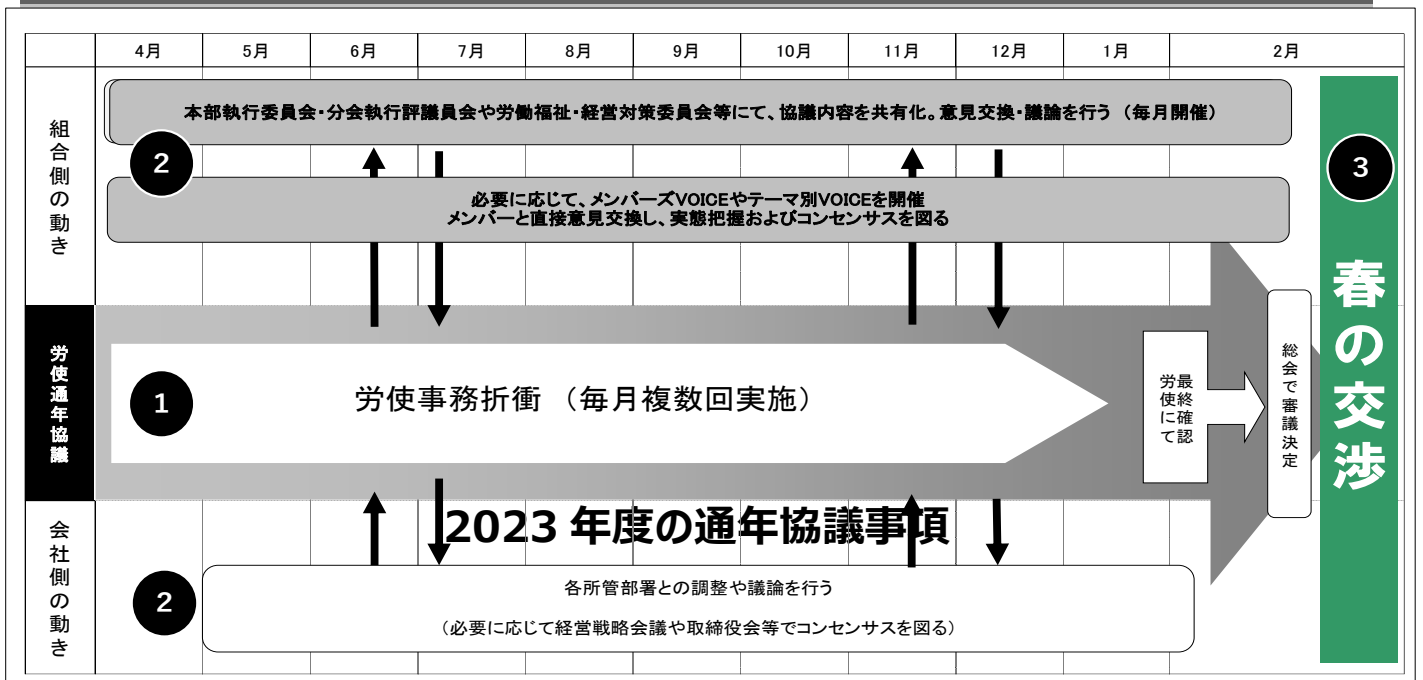 4月
5月
6月
7月
8月
9月
10月
11月
12月
1月
2月
組合側の動き
2
本部執行委員会・分会執行評議員会や労働福祉・経営対策委員会等にて、協議内容を共有化。意見交換・議論を行う（毎月開催）
必要に応じて、メンバーズVOICEやテーマ別VOICEを開催
メンバーと直接意見交換し、実態把握およびコンセンサスを図る
3
春の交渉
労使通年協議
1
労使事務折衝 （毎月複数回実施）
最終確認
労使にて
総会で審議決定
2023 年度の通年協議事項
会社側の動き
2
各所管部署との調整や議論を行う
（必要に応じて経営戦略会議や取締役会等でコンセンサスを図る）